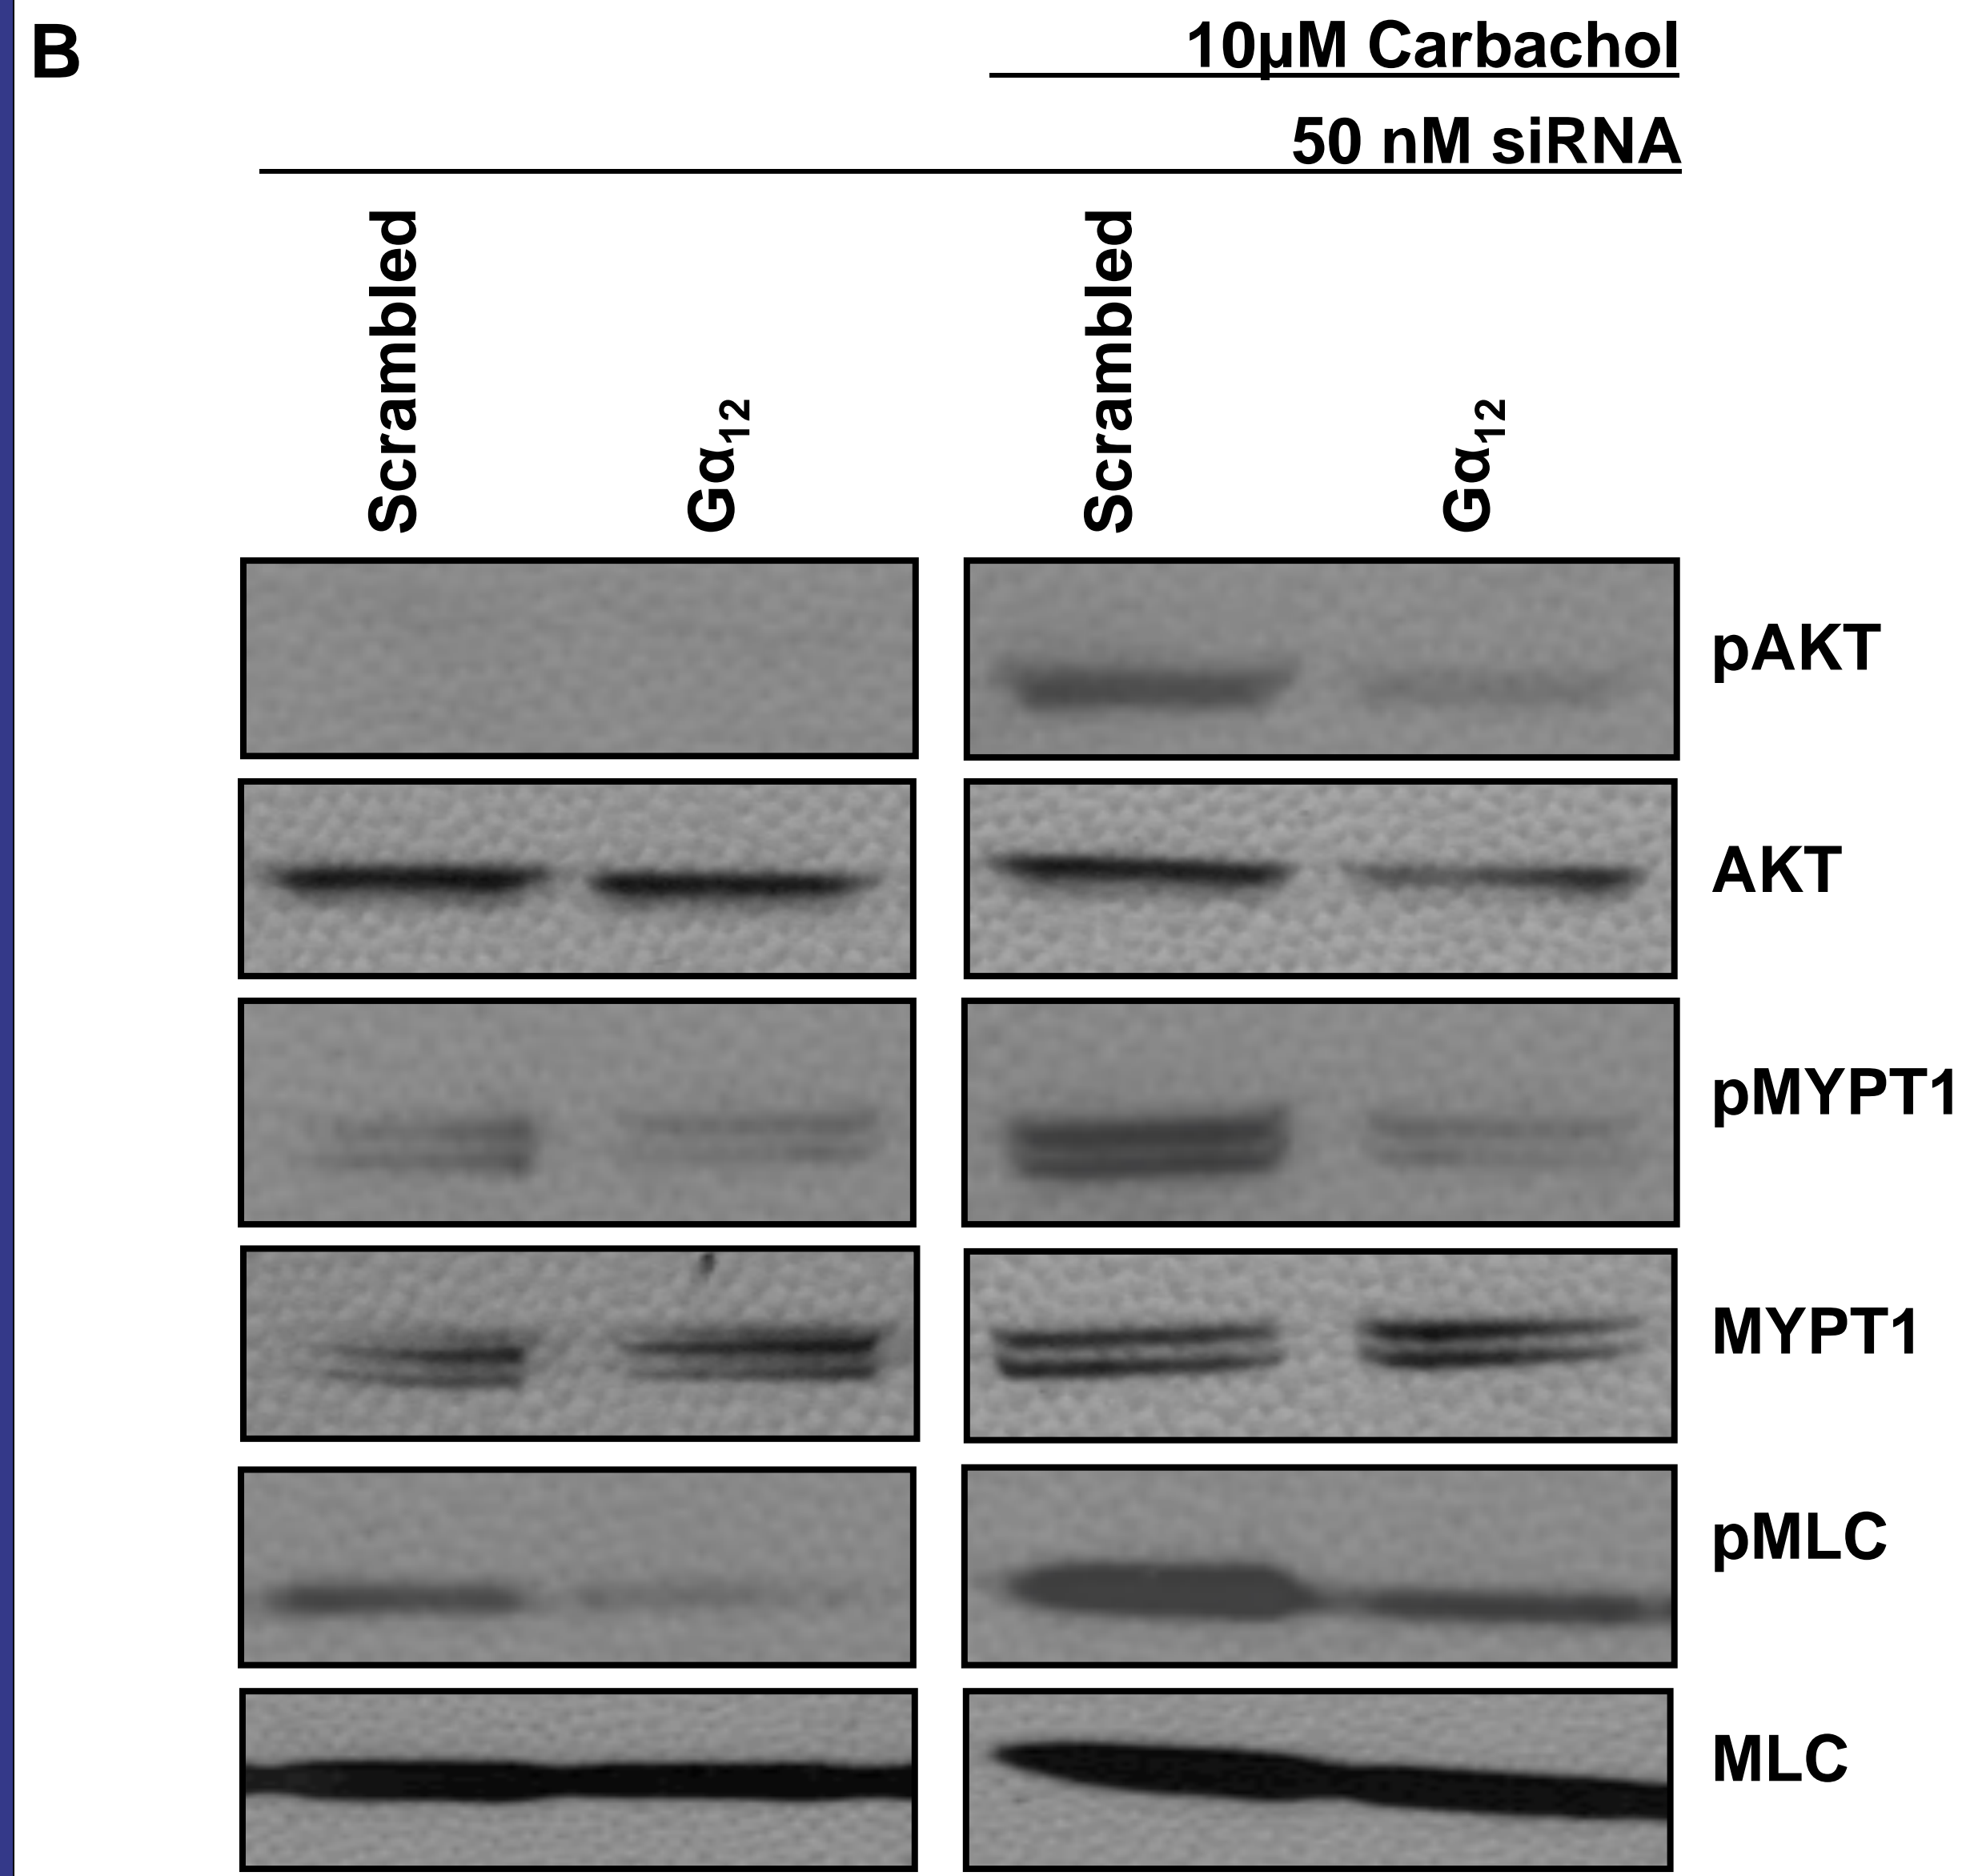 B
10µM Carbachol
50 nM siRNA
Scrambled
Gα12
Scrambled
Gα12
pAKT
AKT
pMYPT1
MYPT1
pMLC
MLC